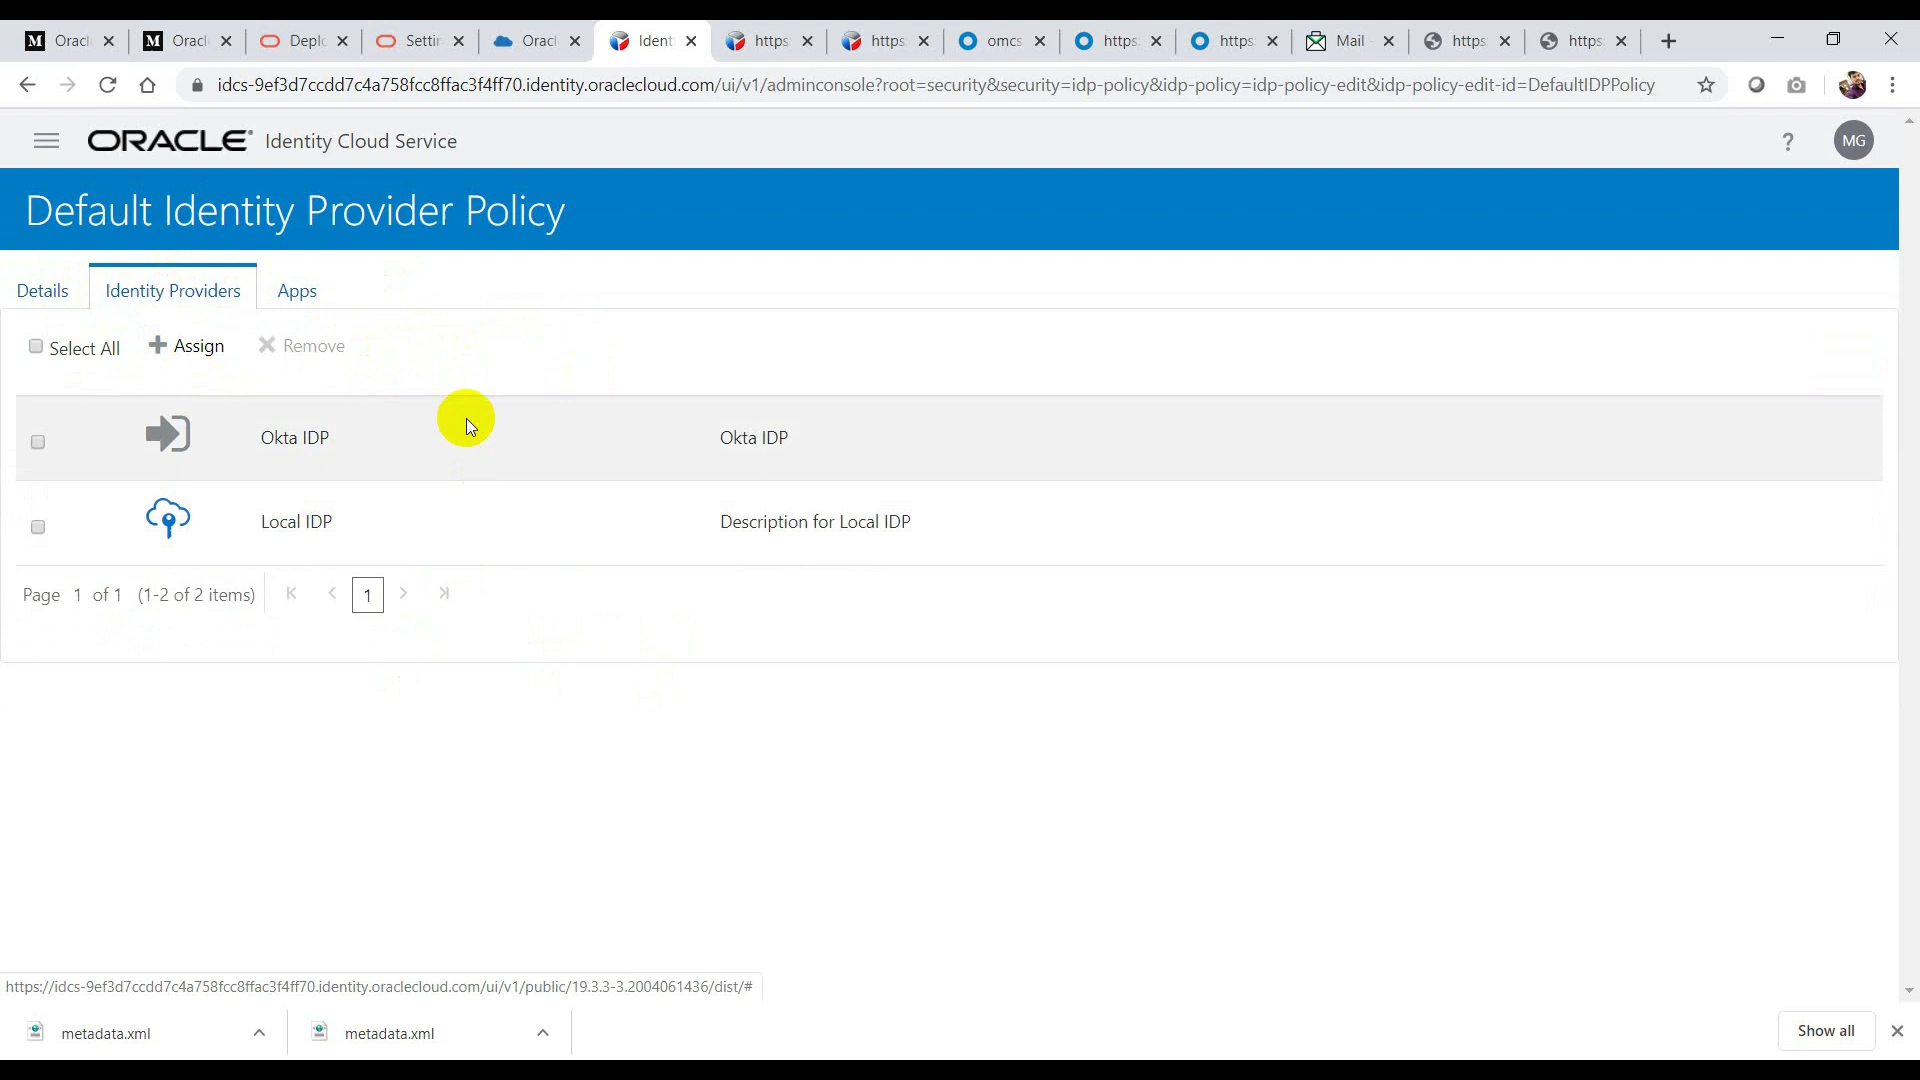 M Oracl M Oracl Deplo Settin Oracl Ident https: https: omcs https: https: Mail https: https:
idcs-9ef3d7ccdd7c4a758fcc8ffac3f4ff70.identity.oraclecloud.com/ui/v1/adminconsole?root=security&security=idp-policy&idp-policy=idp-policy-edit&idp-policy-edit-id=DefaultIDPPolicy
ORACLE Identity Cloud Service ? MG
Default Identity Provider Policy
Details Identity Providers Apps
Select All Assign Remove
Okta IDP Okta IDP
Local IDP Description for Local IDP
Page 1 of 1 (1-2 of 2 items) 1
https://idcs-9ef3d7ccdd7c4a758fcc8ffac3f4ff70.identity.oraclecloud.com/ui/v1/public/19.3.3-3.2004061436/dist/#
metadata.xml metadata.xml Show all